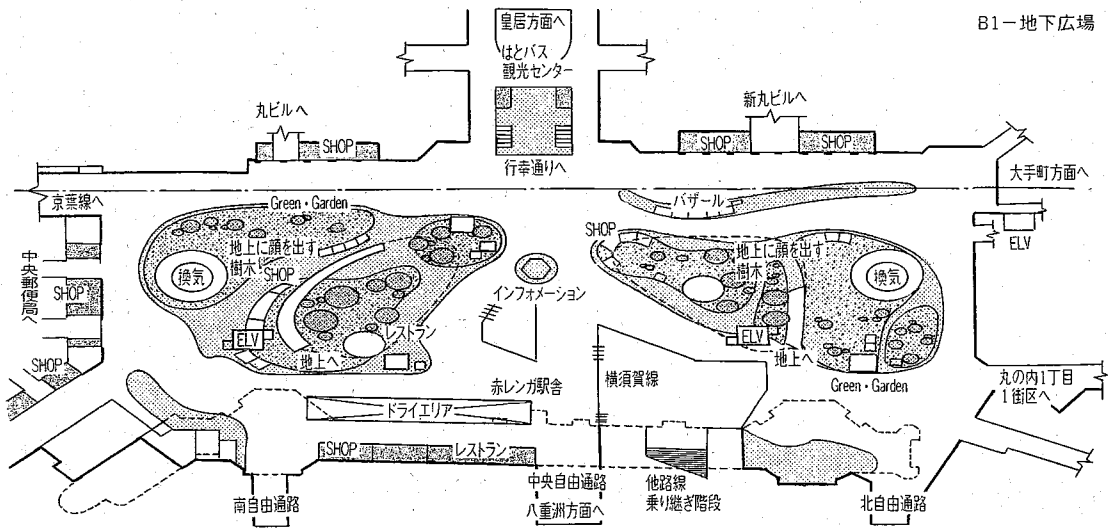 B1-地下広場
皇居方面へ
はとバス
観光センター
丸ビルへ
新丸ビルへ
SHOP
SHOP
SHOP
行幸通りへ
大手町方面へ
京葉線へ
Green・Garden
バザール
ELV
地上に顔を出す
樹木
SHOP
SHOP
地上に顔を出す
樹木
換気
換気
中央郵便局へ
SHOP
インフォメーション
ELV
レストラン
ELV
地上へ
地上へ
SHOP
赤レンガ駅舎
横須賀線
Green・Garden
丸の内1丁目
1街区へ
ドライエリア
SHOP
レストラン
南自由通路
中央自由通路
八重洲方面へ
他路線
乗り継ぎ階段
北自由通路